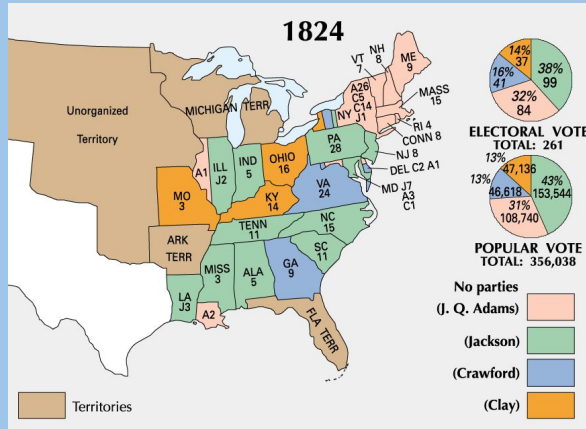 1824
Unorganized
Territory
MICHIGAN TERR
VT
7
NH
8
ME
9
MASS
15
A26
C5
C14
J1
NY
RI 4
CONN 8
NJ 8
DEL C2 A1
MD J7
A3
C1
PA
28
OHIO
16
IND
5
ILL
J2
A1
MO
3
KY
14
VA
24
NC
15
TENN
11
SC
11
ARK
TERR
MISS
3
ALA
5
GA
9
LA
J3
A2
FLA TERR
Territories
14%
37
38%
99
16%
41
32%
84
ELECTORAL VOTE
TOTAL: 261
13%
47,136
43%
153,544
13%
46,618
31%
108,740
POPULAR VOTE
TOTAL: 356,038
No parties
(J. Q. Adams)
(Jackson)
(Crawford)
(Clay)